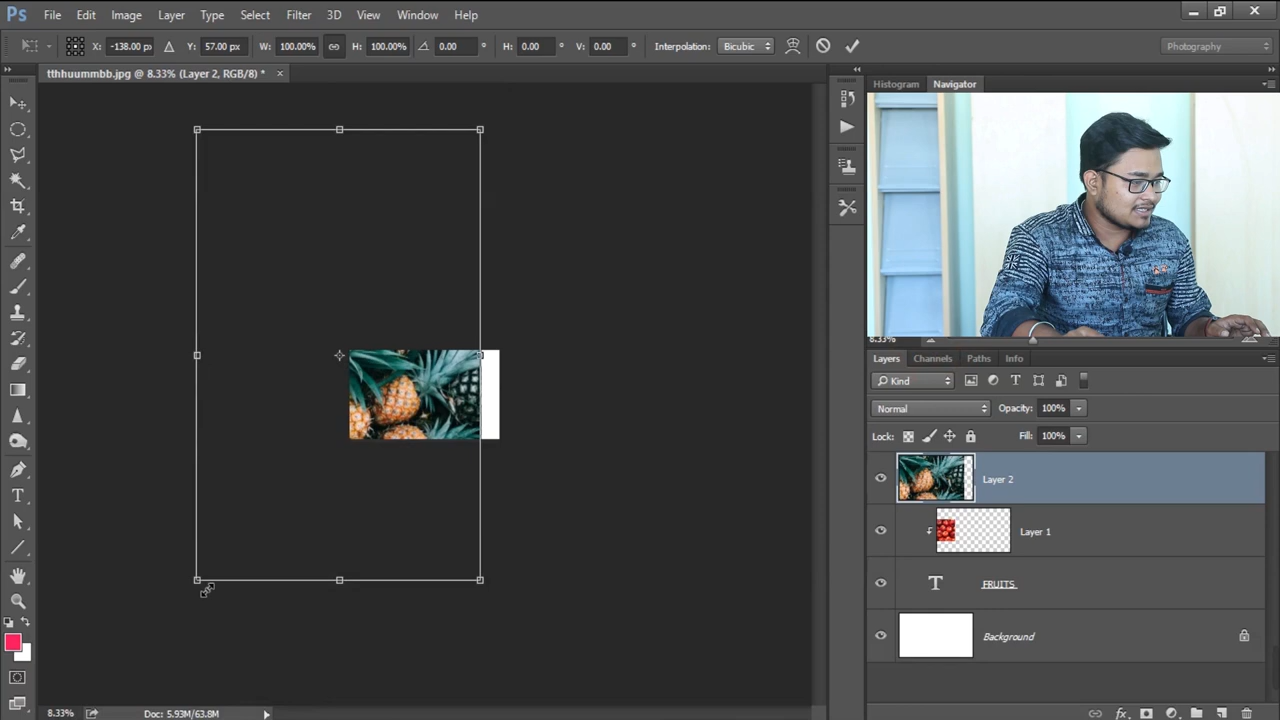 Ps File Edit Image Layer Type Select Filter 3D View Window Help
X: -138.00 px Y: 57.00 px W: 100.00% H: 100.00% 0.00 ° H: 0.00 ° V: 0.00 ° Interpolation: Bicubic Photography
tthhuummbb.jpg @ 8.33% (Layer 2, RGB/8) * ×
Histogram Navigator
8.33%
Layers Channels Paths Info
Kind
Normal Opacity: 100%
Lock: Fill: 100%
Layer 2
Layer 1
T FRUITS
Background
8.33% Doc: 5.93M/63.8M